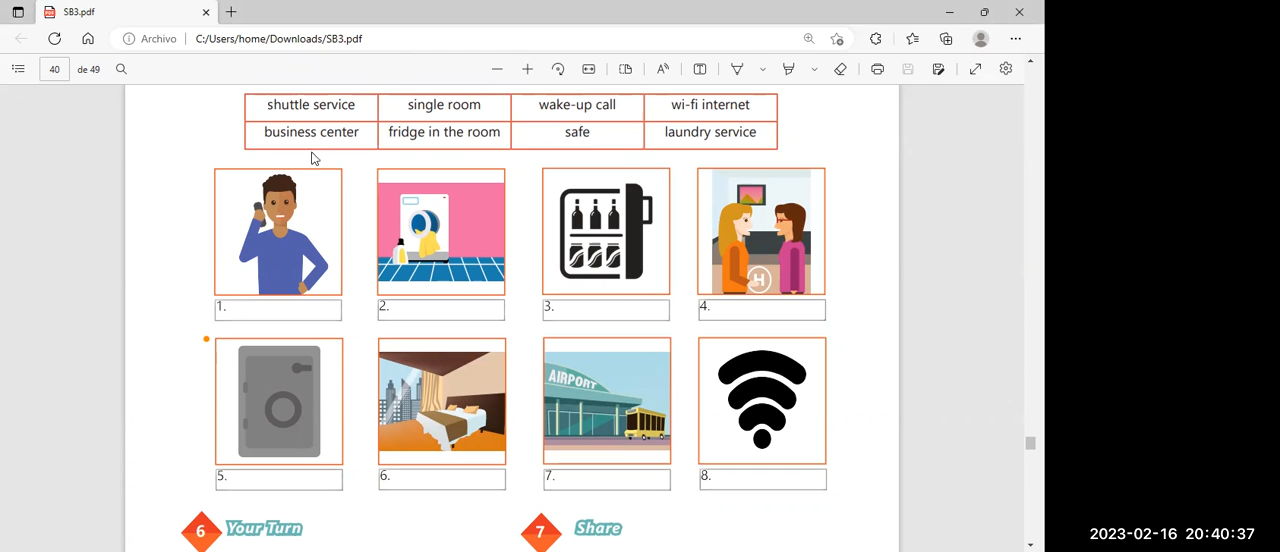 SB3.pdf
Archivo C:/Users/home/Downloads/SB3.pdf
40 de 49
shuttle service single room wake-up call wi-fi internet
business center fridge in the room safe laundry service
H
1. 2. 3. 4.
AIRPORT
5. 6. 7. 8.
6 Your Turn 7 Share
2023-02-16 20:40:37